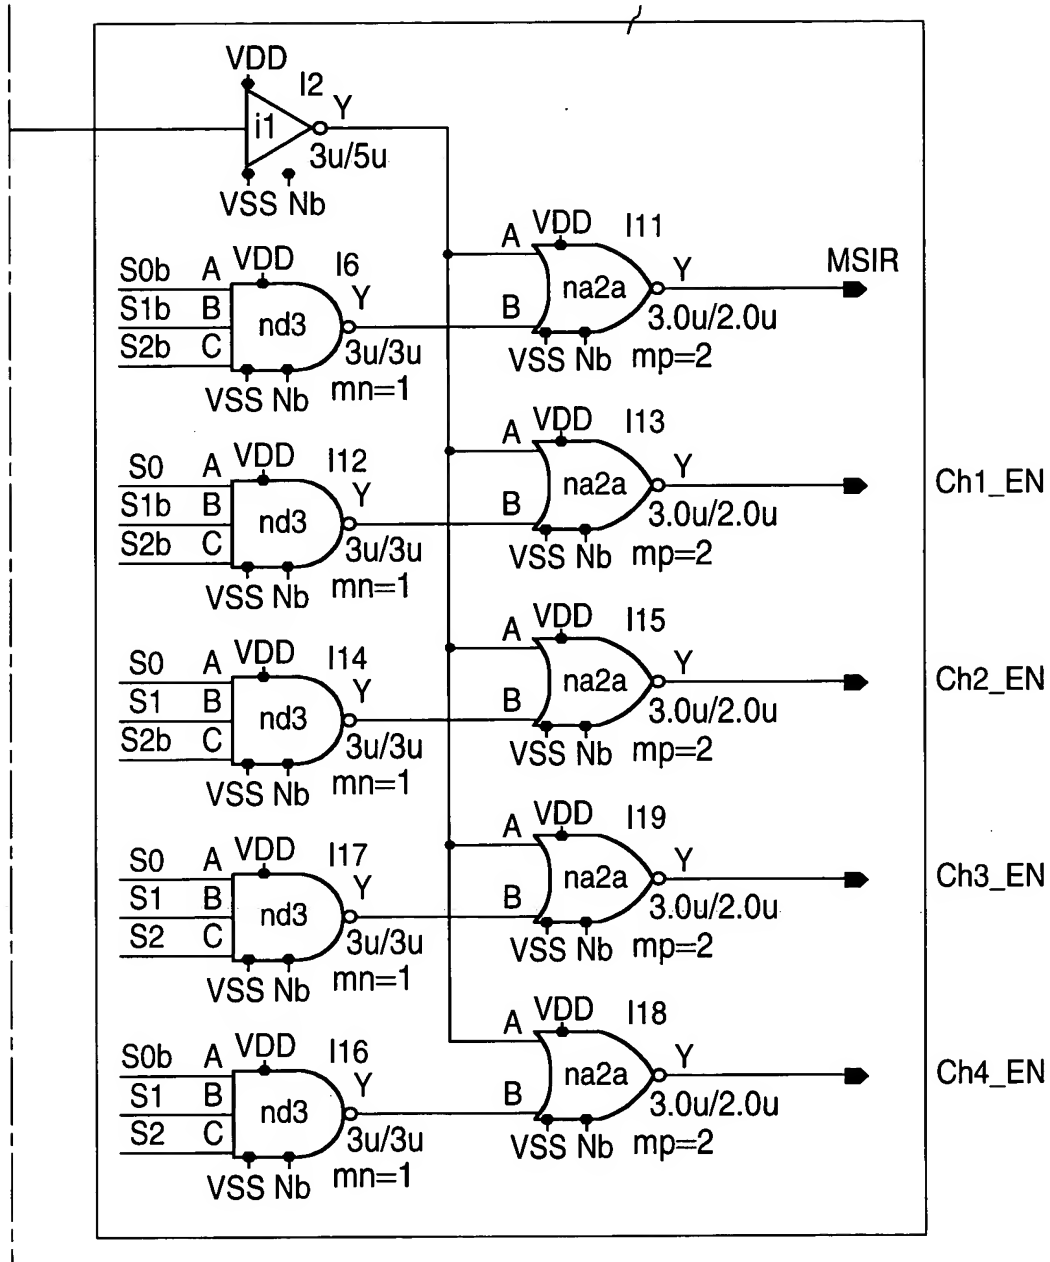 VDD
I2
Y
i1
3u/5u
VSS Nb
VDD
I11
A
Y
MSIR
na2a
B
3.0u/2.0u
VSS Nb
mp=2
S0b
A
VDD
I6
S1b
B
Y
nd3
S2b
C
3u/3u
VSS Nb
mn=1
VDD
I13
A
Y
Ch1_EN
na2a
B
3.0u/2.0u
VSS Nb
mp=2
S0
A
VDD
I12
S1b
B
Y
nd3
S2b
C
3u/3u
VSS Nb
mn=1
VDD
I15
A
Y
Ch2_EN
na2a
B
3.0u/2.0u
VSS Nb
mp=2
S0
A
VDD
I14
S1
B
Y
nd3
S2b
C
3u/3u
VSS Nb
mn=1
VDD
I19
A
Y
Ch3_EN
na2a
B
3.0u/2.0u
VSS Nb
mp=2
S0
A
VDD
I17
S1
B
Y
nd3
S2
C
3u/3u
VSS Nb
mn=1
VDD
I18
A
Y
Ch4_EN
na2a
B
3.0u/2.0u
VSS Nb
mp=2
S0b
A
VDD
I16
S1
B
Y
nd3
S2
C
3u/3u
VSS Nb
mn=1